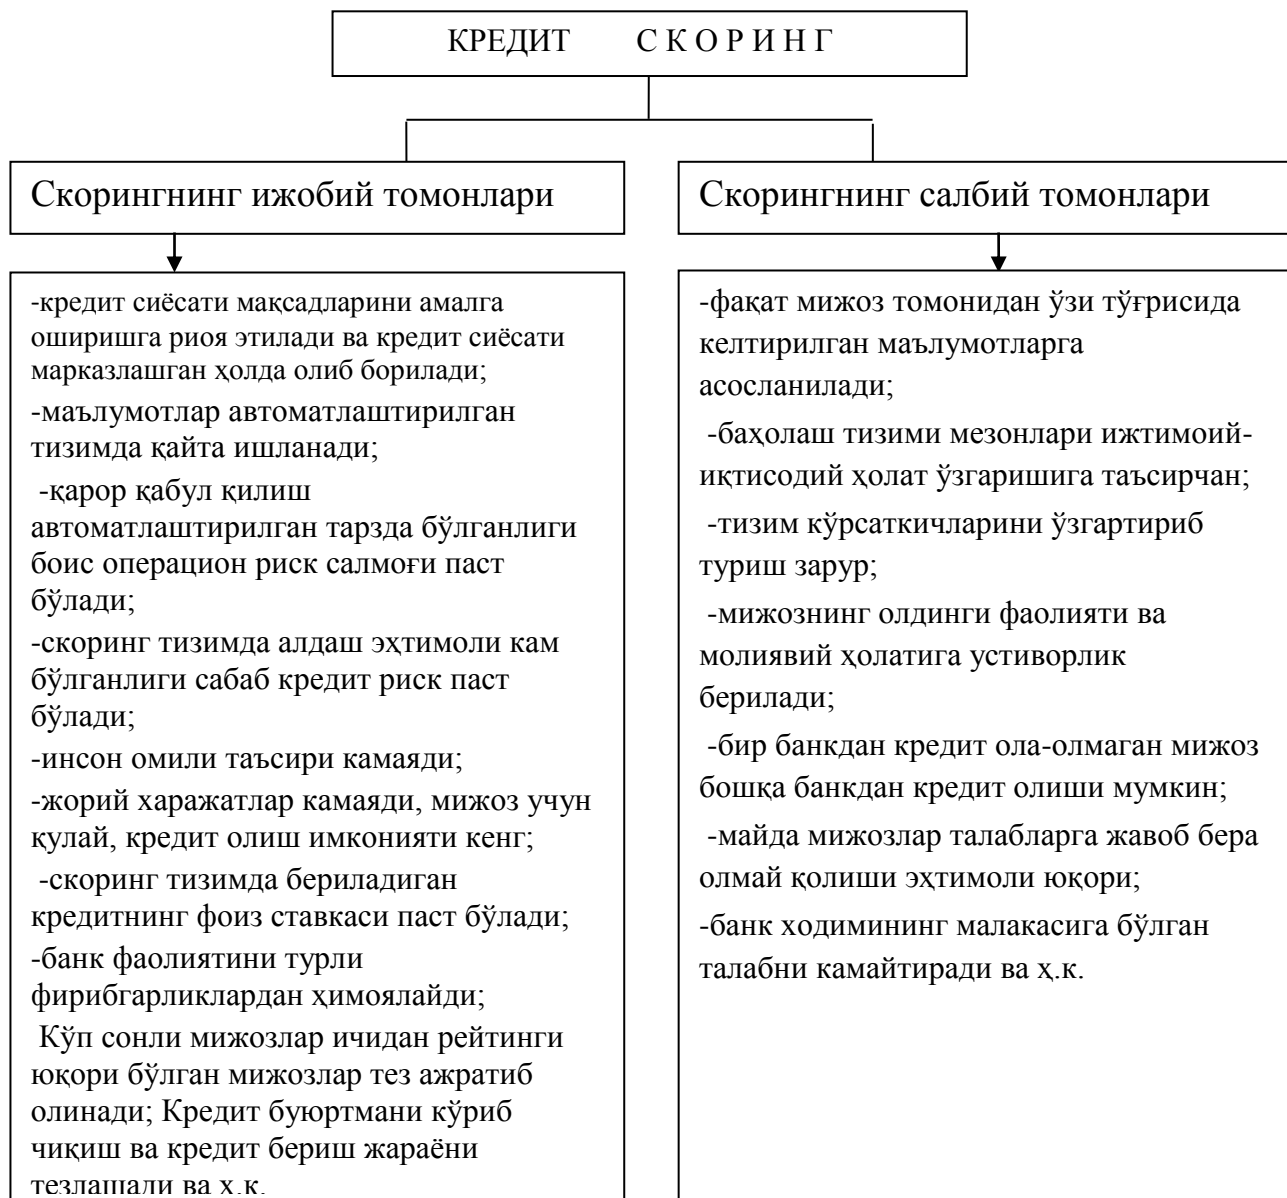 КРЕДИТ С К О Р И Н Г
Скорингнинг ижобий томонлари
-кредит сиёсати мақсадларини амалга
оширишга риоя этилади ва кредит сиёсати
марказлашган ҳолда олиб борилади;
-маълумотлар автоматлаштирилган
тизимда қайта ишланади;
-қарор қабул қилиш
автоматлаштирилган тарзда бўлганлиги
боис операцион риск салмоғи паст
бўлади;
-скоринг тизимда алдаш эҳтимоли кам
бўлганлиги сабаб кредит риск паст
бўлади;
-инсон омили таъсири камаяди;
-жорий харажатлар камаяди, мижоз учун
қулай, кредит олиш имконияти кенг;
-скоринг тизимда бериладиган
кредитнинг фоиз ставкаси паст бўлади;
-банк фаолиятини турли
фирибгарликлардан ҳимоялайди;
Кўп сонли мижозлар ичидан рейтинги
юқори бўлган мижозлар тез ажратиб
олинади; Кредит буюртмани кўриб
чиқиш ва кредит бериш жараёни
тезлашади ва ҳ.к.
Скорингнинг салбий томонлари
-фақат мижоз томонидан ўзи тўғрисида
келтирилган маълумотларга
асосланилади;
-баҳолаш тизими мезонлари ижтимоий-
иқтисодий ҳолат ўзгаришига таъсирчан;
-тизим кўрсаткичларини ўзгартириб
туриш зарур;
-мижознинг олдинги фаолияти ва
молиявий ҳолатига устиворлик
берилади;
-бир банкдан кредит ола-олмаган мижоз
бошқа банкдан кредит олиши мумкин;
-майда мижозлар талабларга жавоб бера
олмай қолиши эҳтимоли юқори;
-банк ходимининг малакасига бўлган
талабни камайтиради ва ҳ.к.